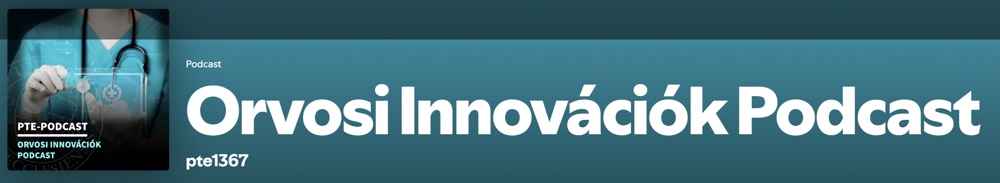 PTE-PODCAST
ORVOSI INNOVÁCIÓK
PODCAST
Podcast
Orvosi Innovációk Podcast
pte1367